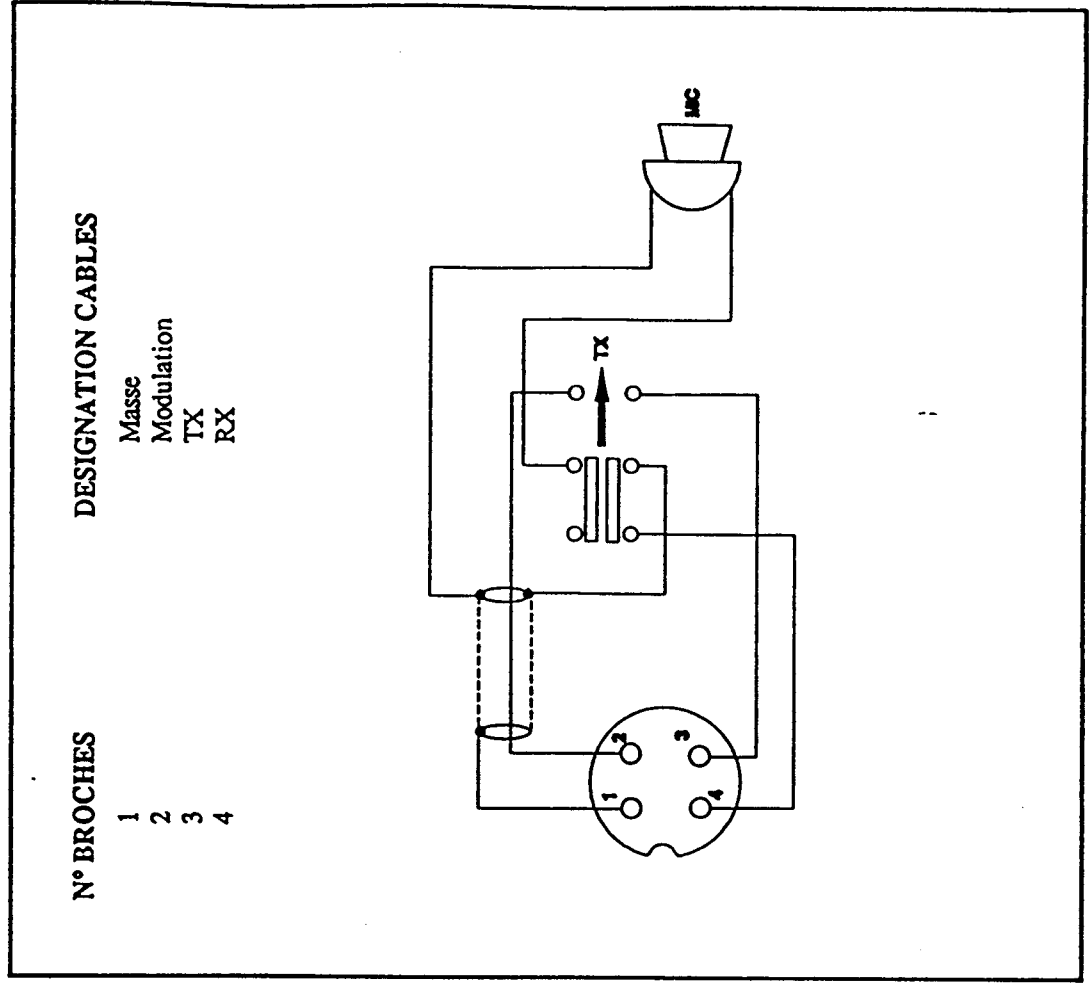 N° BROCHES DESIGNATION CABLES
1 Masse
2 Modulation
3 TX
4 RX
MIC
TX
1
2
3
4